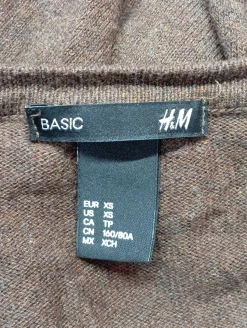 BASIC H&M
EUR XS
US XS
CA TP
CN 160/80A
MX XCH